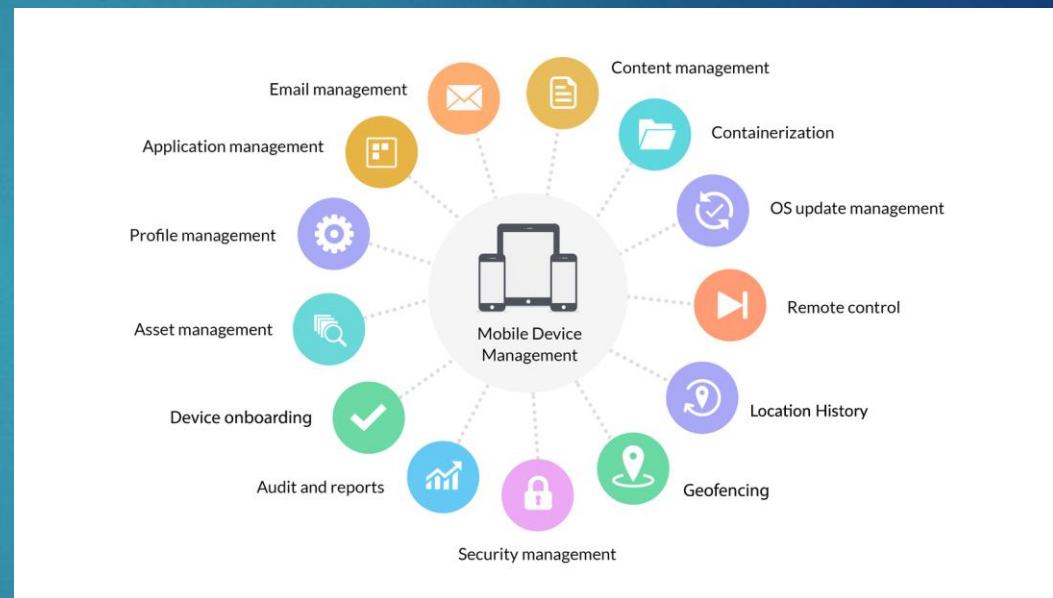 Content management
Email management
Containerization
Application management
OS update management
Profile management
Remote control
Asset management
Mobile Device
Management
Location History
Device onboarding
Audit and reports
Geofencing
Security management